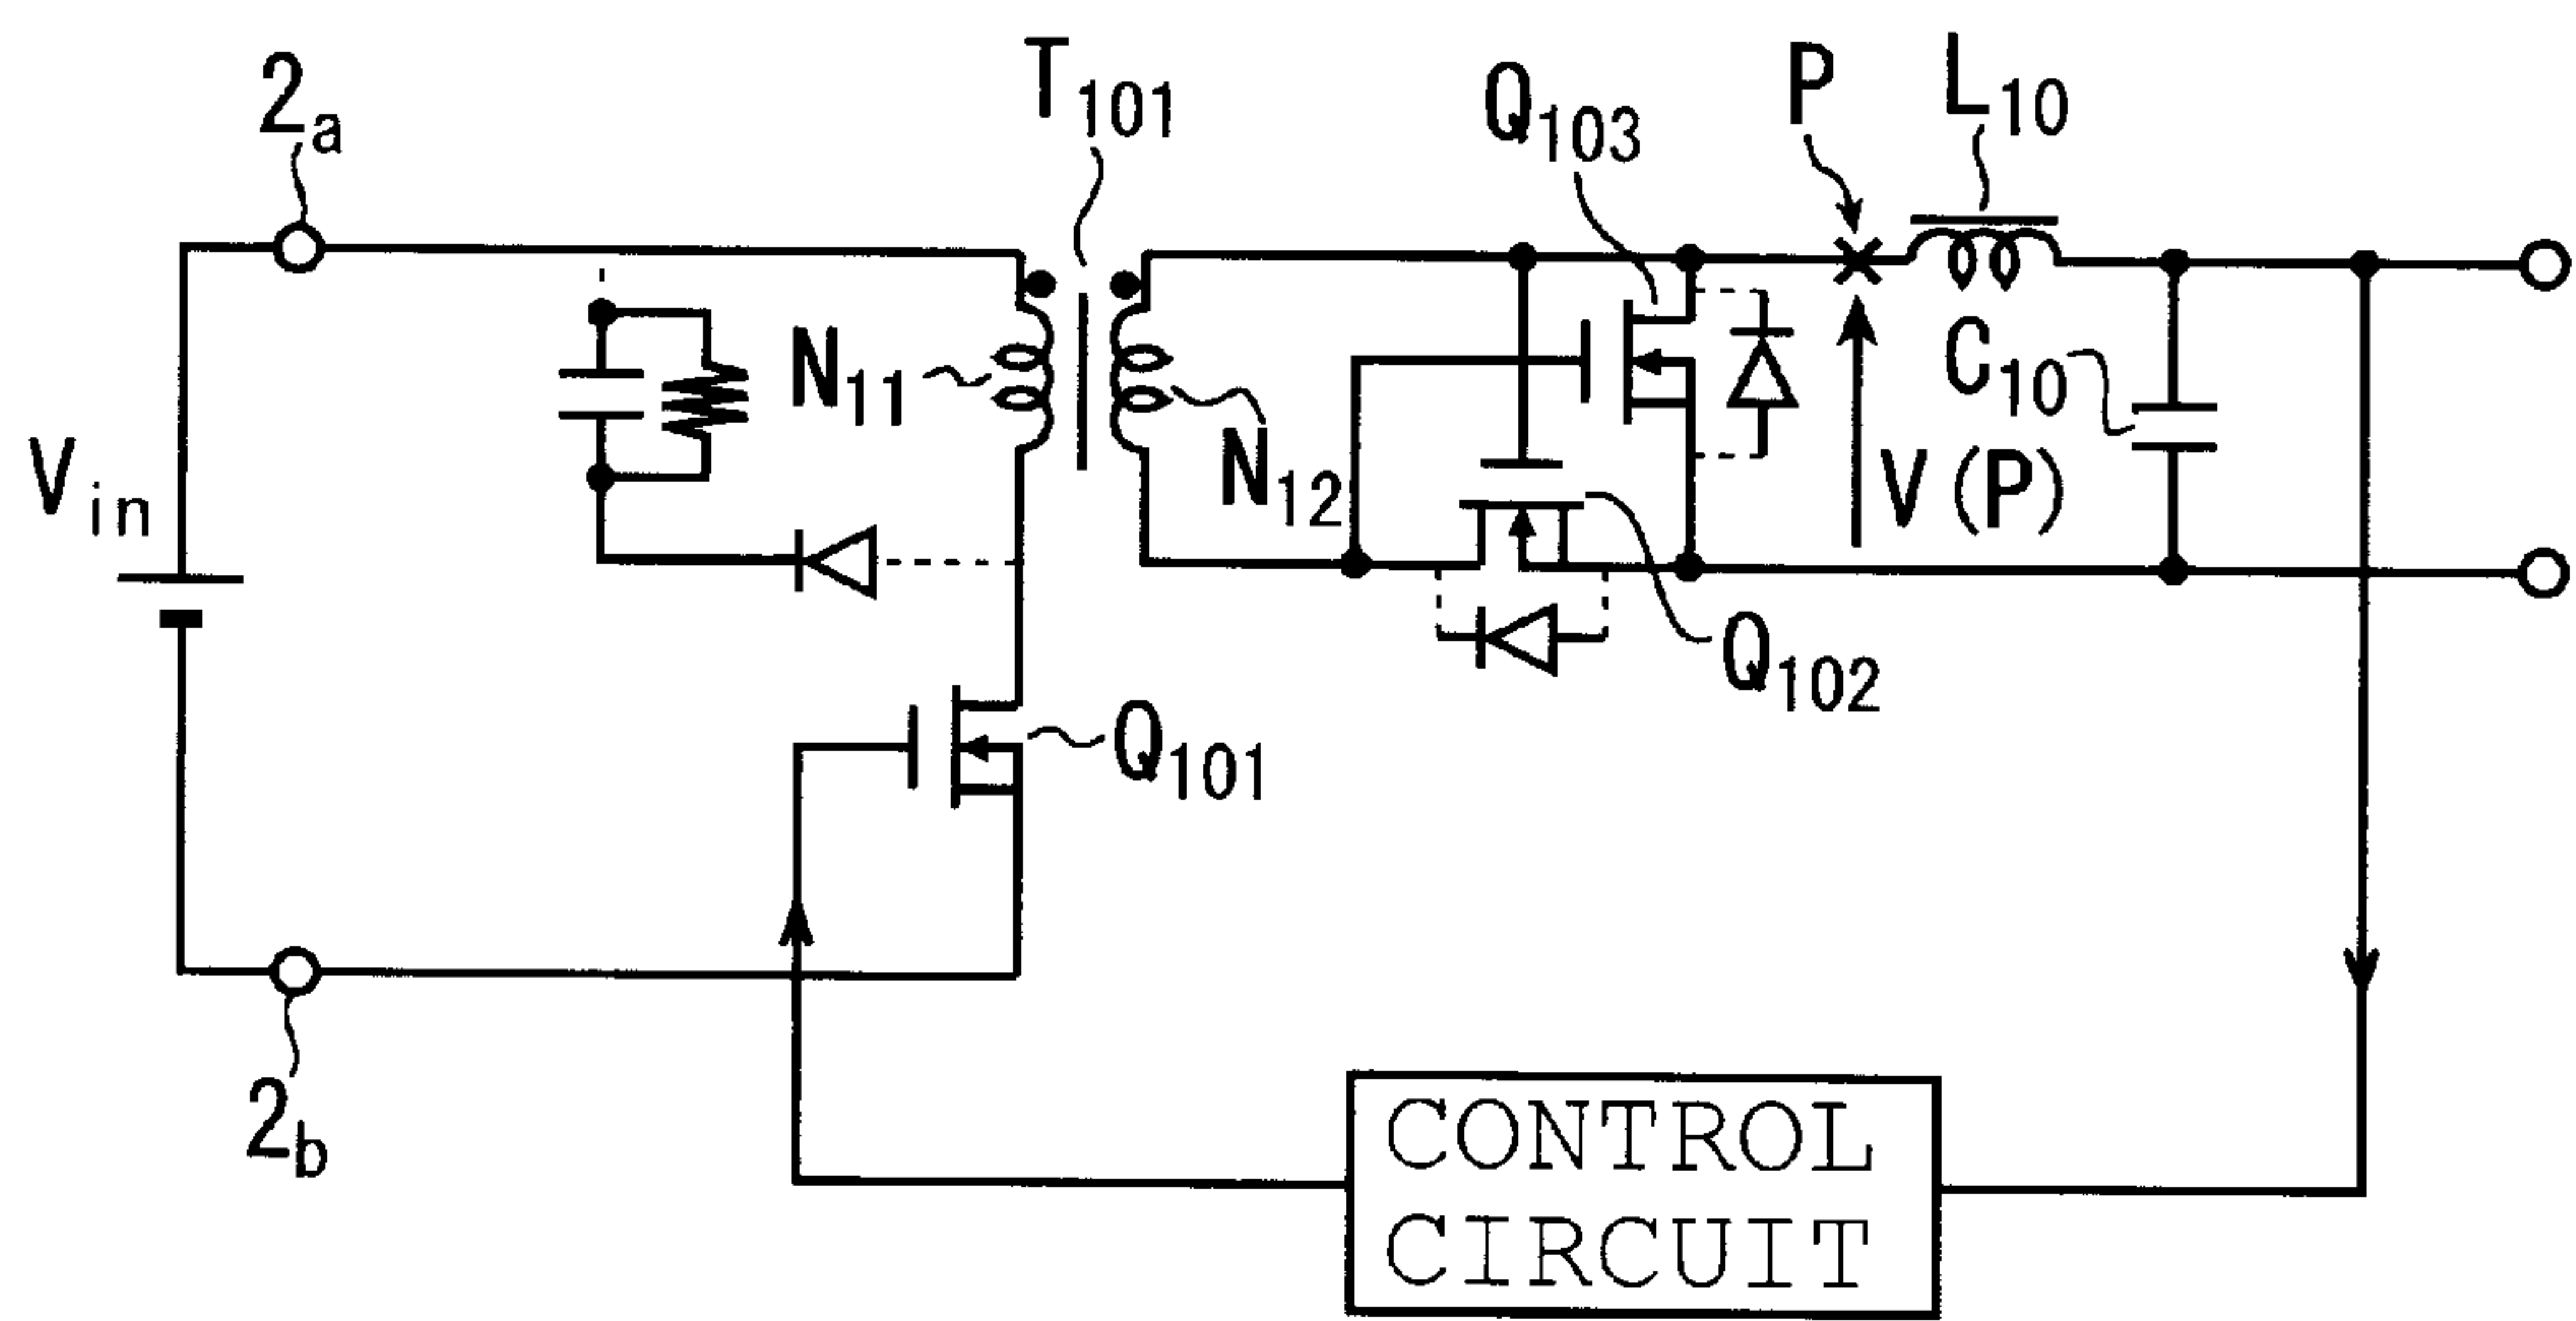 2a
T101
Q103
P
L10
N11
C10
Vin
N12
V(P)
Q102
Q101
2b
CONTROL
CIRCUIT